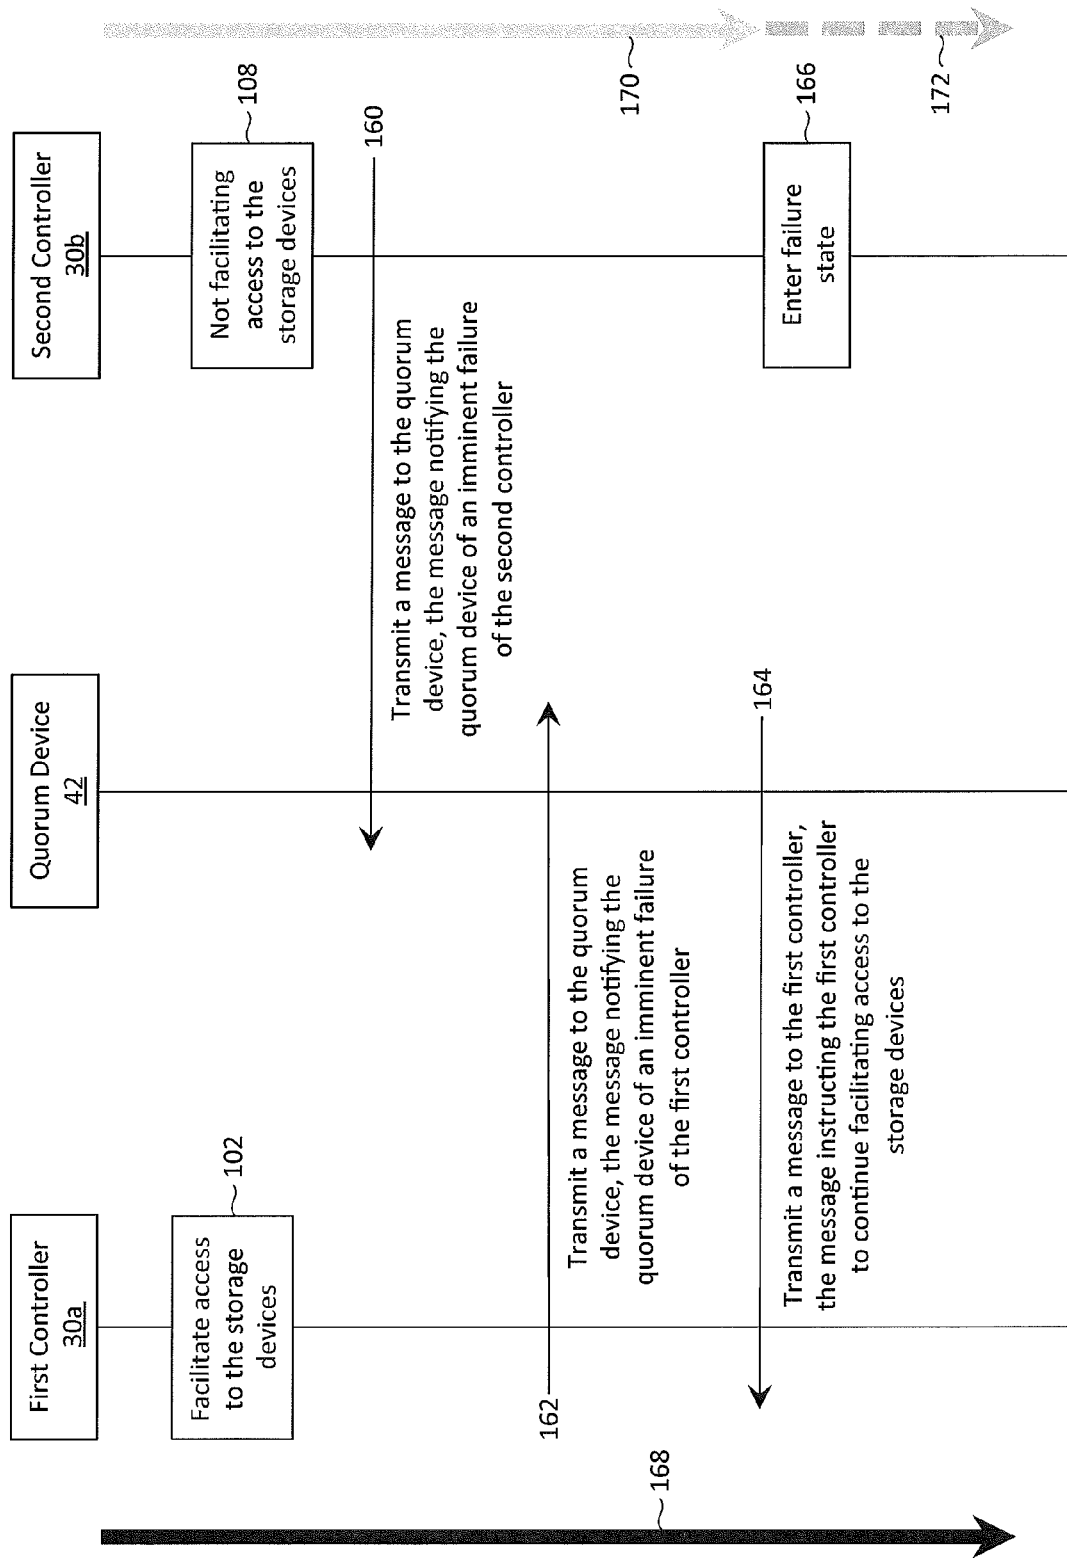 First Controller
30a
Quorum Device
42
Second Controller
30b
Facilitate access
to the storage
devices
102
Not facilitating
access to the
storage devices
108
160
Transmit a message to the quorum
device, the message notifying the
quorum device of an imminent failure
of the second controller
162
Transmit a message to the quorum
device, the message notifying the
quorum device of an imminent failure
of the first controller
164
Transmit a message to the first controller,
the message instructing the first controller
to continue facilitating access to the
storage devices
Enter failure
state
166
168
170
172